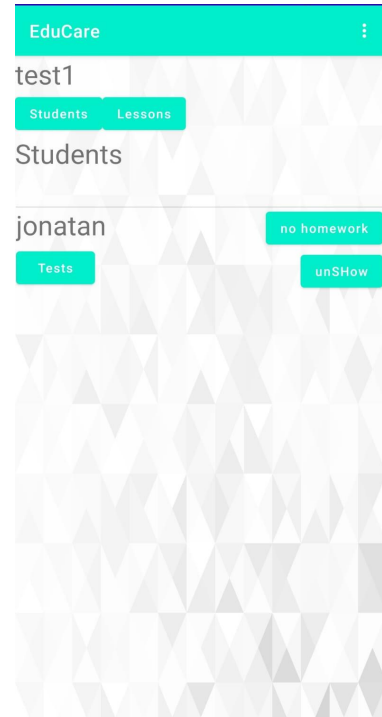 EduCare
test1
Students Lessons
Students
jonatan no homework
Tests unSHow